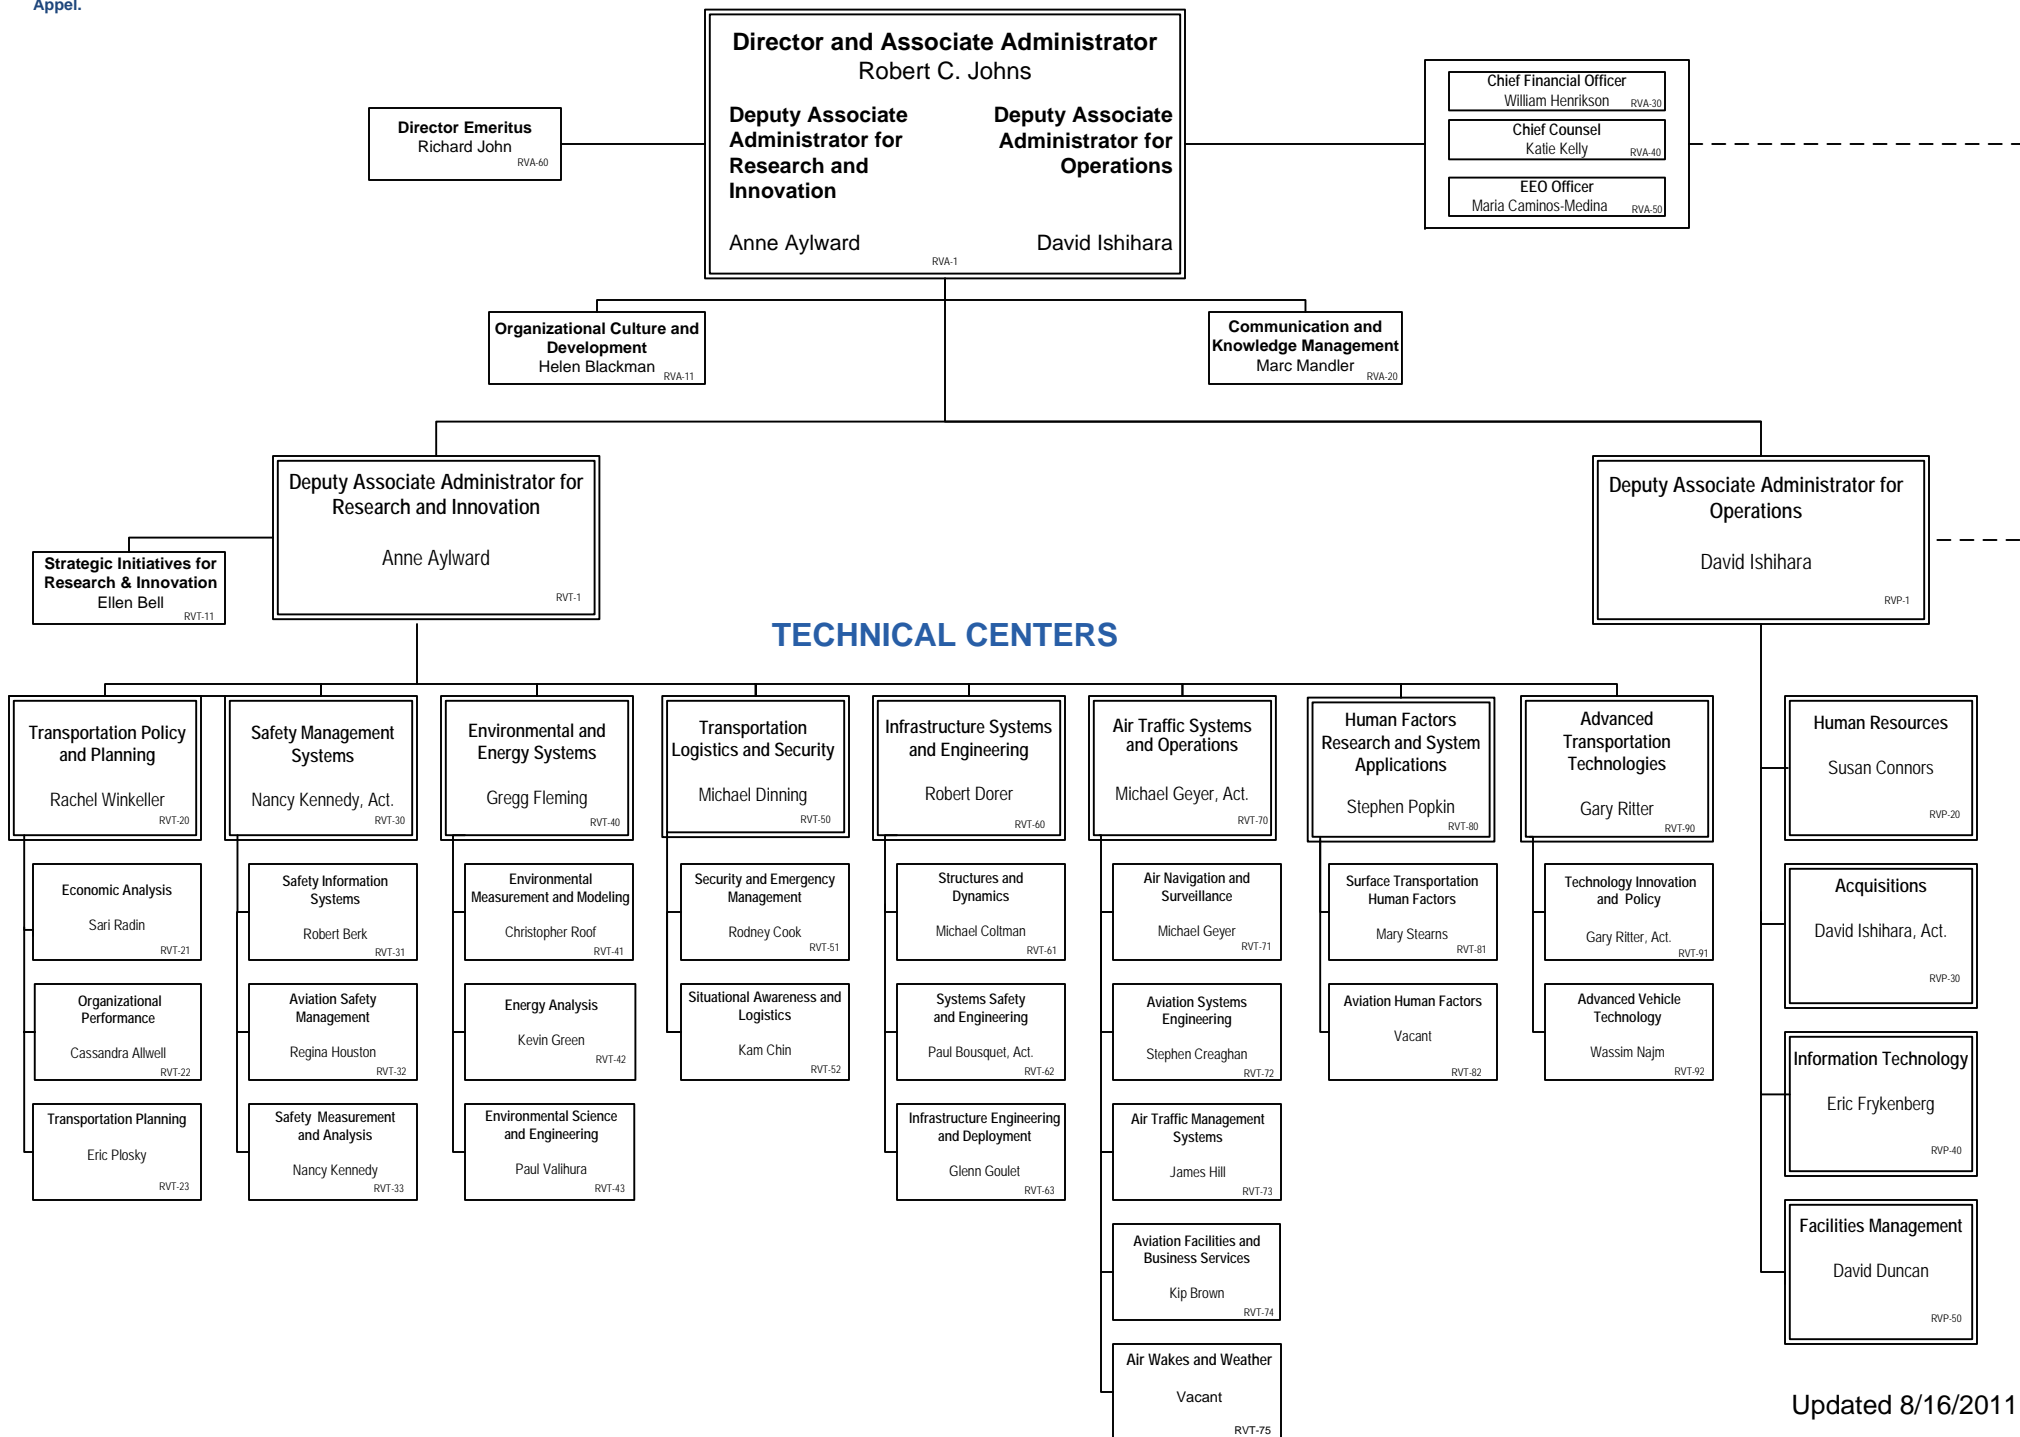 Appel.
Director and Associate Administrator
Robert C. Johns
Deputy Associate
Administrator for
Research and
Innovation
Anne Aylward
Deputy Associate
Administrator for
Operations
David Ishihara
RVA-1
Director Emeritus
Richard John
RVA-60
Chief Financial Officer
William Henrikson RVA-30
Chief Counsel
Katie Kelly RVA-40
EEO Officer
Maria Caminos-Medina RVA-50
Organizational Culture and
Development
Helen Blackman
RVA-11
Communication and
Knowledge Management
Marc Mandler
RVA-20
Deputy Associate Administrator for
Research and Innovation
Anne Aylward
RVT-1
Deputy Associate Administrator for
Operations
David Ishihara
RVP-1
Strategic Initiatives for
Research & Innovation
Ellen Bell
RVT-11
TECHNICAL CENTERS
Transportation Policy
and Planning
Rachel Winkeller
RVT-20
Economic Analysis
Sari Radin
RVT-21
Organizational
Performance
Cassandra Allwell
RVT-22
Transportation Planning
Eric Plosky
RVT-23
Safety Management
Systems
Nancy Kennedy, Act.
RVT-30
Safety Information
Systems
Robert Berk
RVT-31
Aviation Safety
Management
Regina Houston
RVT-32
Safety Measurement
and Analysis
Nancy Kennedy
RVT-33
Environmental and
Energy Systems
Gregg Fleming
RVT-40
Environmental
Measurement and Modeling
Christopher Roof
RVT-41
Energy Analysis
Kevin Green
RVT-42
Environmental Science
and Engineering
Paul Valihura
RVT-43
Transportation
Logistics and Security
Michael Dinning
RVT-50
Security and Emergency
Management
Rodney Cook
RVT-51
Situational Awareness and
Logistics
Kam Chin
RVT-52
Infrastructure Systems
and Engineering
Robert Dorer
RVT-60
Structures and
Dynamics
Michael Coltman
RVT-61
Systems Safety
and Engineering
Paul Bousquet, Act.
RVT-62
Infrastructure Engineering
and Deployment
Glenn Goulet
RVT-63
Air Traffic Systems
and Operations
Michael Geyer, Act.
RVT-70
Air Navigation and
Surveillance
Michael Geyer
RVT-71
Aviation Systems
Engineering
Stephen Creaghan
RVT-72
Air Traffic Management
Systems
James Hill
RVT-73
Aviation Facilities and
Business Services
Kip Brown
RVT-74
Air Wakes and Weather
Vacant
RVT-75
Human Factors
Research and System
Applications
Stephen Popkin
RVT-80
Surface Transportation
Human Factors
Mary Stearns
RVT-81
Aviation Human Factors
Vacant
RVT-82
Advanced
Transportation
Technologies
Gary Ritter
RVT-90
Technology Innovation
and Policy
Gary Ritter, Act.
RVT-91
Advanced Vehicle
Technology
Wassim Najm
RVT-92
Human Resources
Susan Connors
RVP-20
Acquisitions
David Ishihara, Act.
RVP-30
Information Technology
Eric Frykenberg
RVP-40
Facilities Management
David Duncan
RVP-50
Updated 8/16/2011